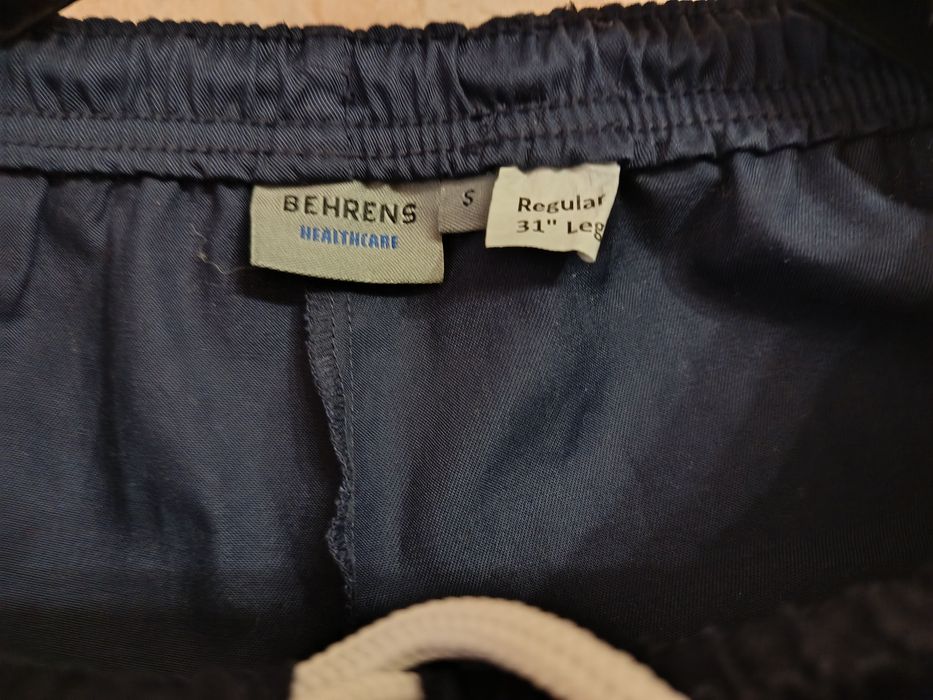 BEHRENS
HEALTHCARE
S
Regular
31" Leg